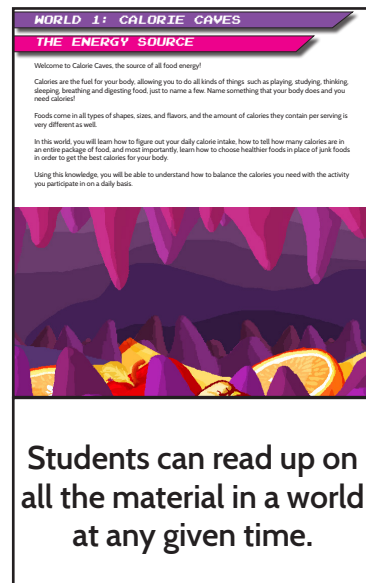 WORLD 1: CALORIE CAVES
THE ENERGY SOURCE
Welcome to Calorie Caves, the source of all food energy!
Calories are the fuel for your body, allowing you to do all kinds of things such as playing, studying, thinking,
sleeping, breathing and digesting food, just to name a few. Name something that your body does and you
need calories!
Foods come in all types of shapes, sizes, and flavors, and the amount of calories they contain per serving is
very different as well.
In this world, you will learn how to figure out your daily calorie intake, how to tell how many calories are in
an entire package of food, and most importantly, learn how to choose healthier foods in place of junk foods
in order to get the best calories for your body.
Using this knowledge, you will be able to understand how to balance the calories you need with the activity
you participate in on a daily basis.
Students can read up on
all the material in a world
at any given time.